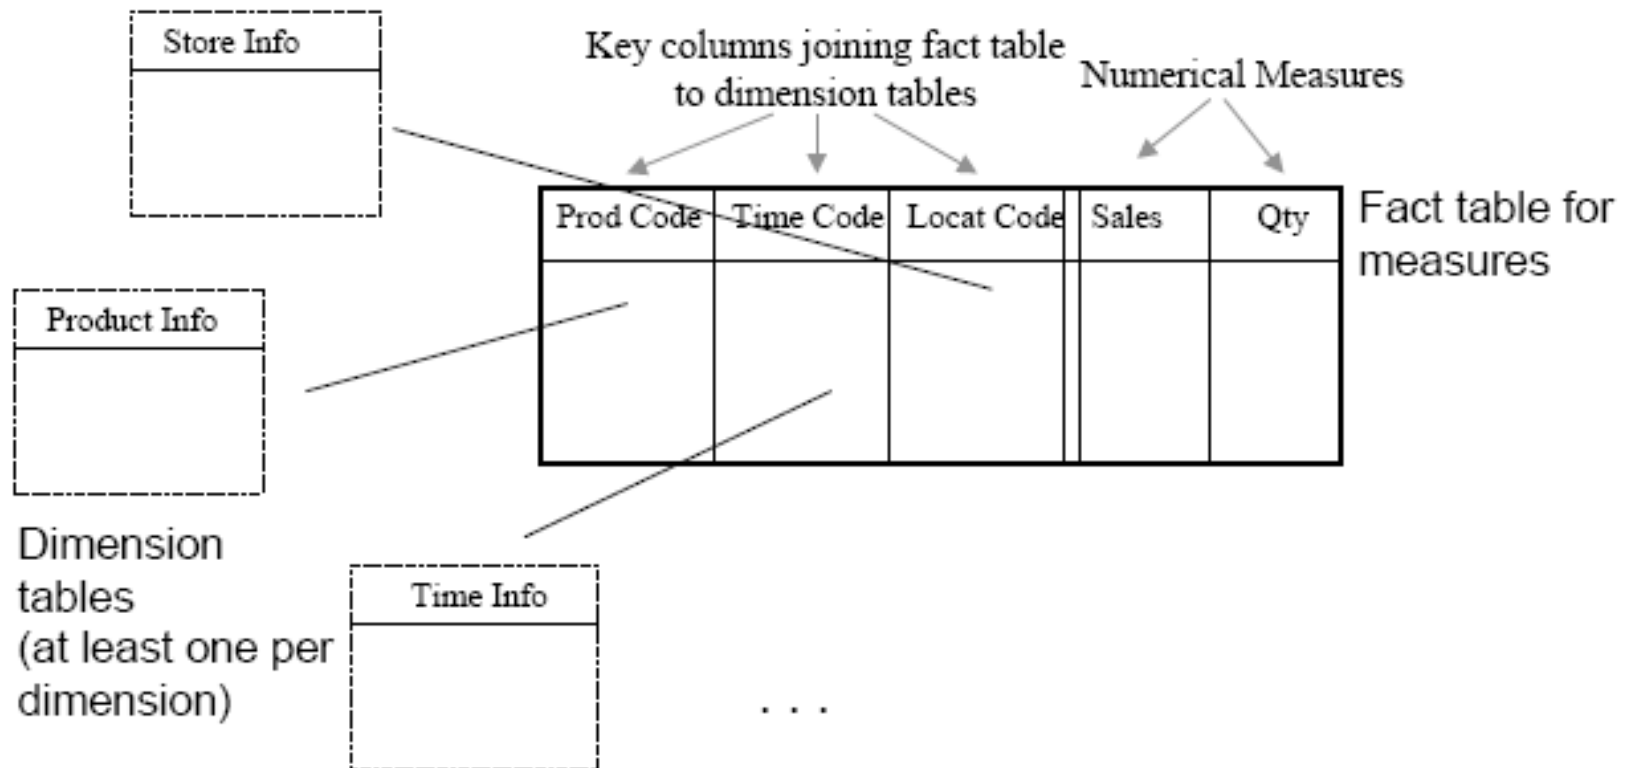 Store Info
Key columns joining fact table
to dimension tables
Numerical Measures
Prod Code Time Code Locat Code Sales Qty
Fact table for
measures
Product Info
Dimension
tables
(at least one per
dimension)
Time Info
. . .